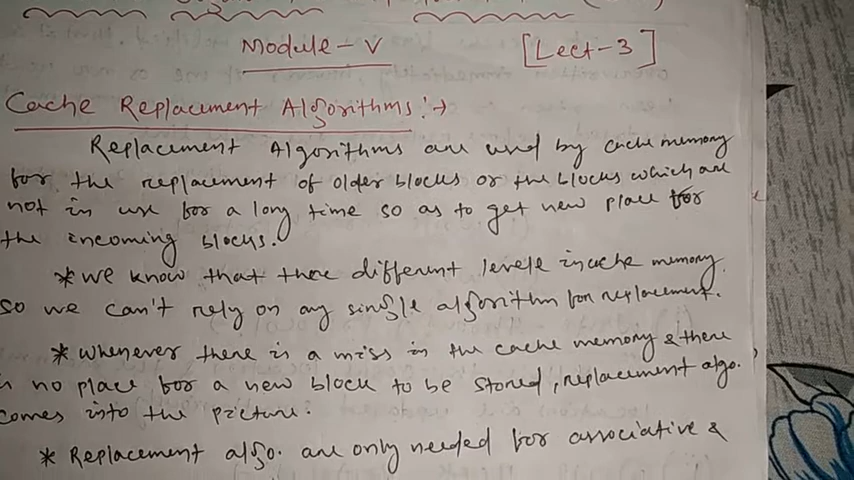 Module - V [Lect-3]
Cache Replacement Algorithms :→
Replacement Algorithms are used by cache memory
for the replacement of older blocks or the blocks which are
not in use for a long time so as to get new place for
the incoming blocks.
* We know that there different levels in cache memory
so we can't rely on any single algorithm for replacement.
* Whenever there is a miss in the cache memory & there
no place for a new block to be stored, replacement algo.
comes into the picture.
* Replacement algo. are only needed for associative &